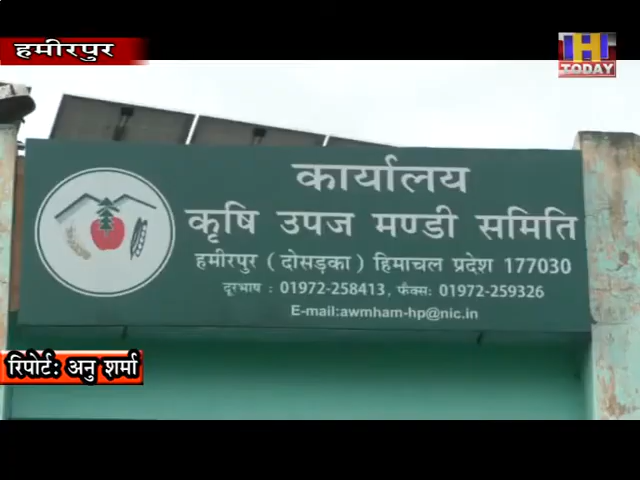 हमीरपुर
IHI
TODAY
कार्यालय
कृषि उपज मण्डी समिति
हमीरपुर ( दोसड़का ) हिमाचल प्रदेश 177030
दूरभाष : 01972-258413, फैक्स: 01972-259326
E-mail:awmham-hp@nic.in
रिपोर्ट: अनु शर्मा